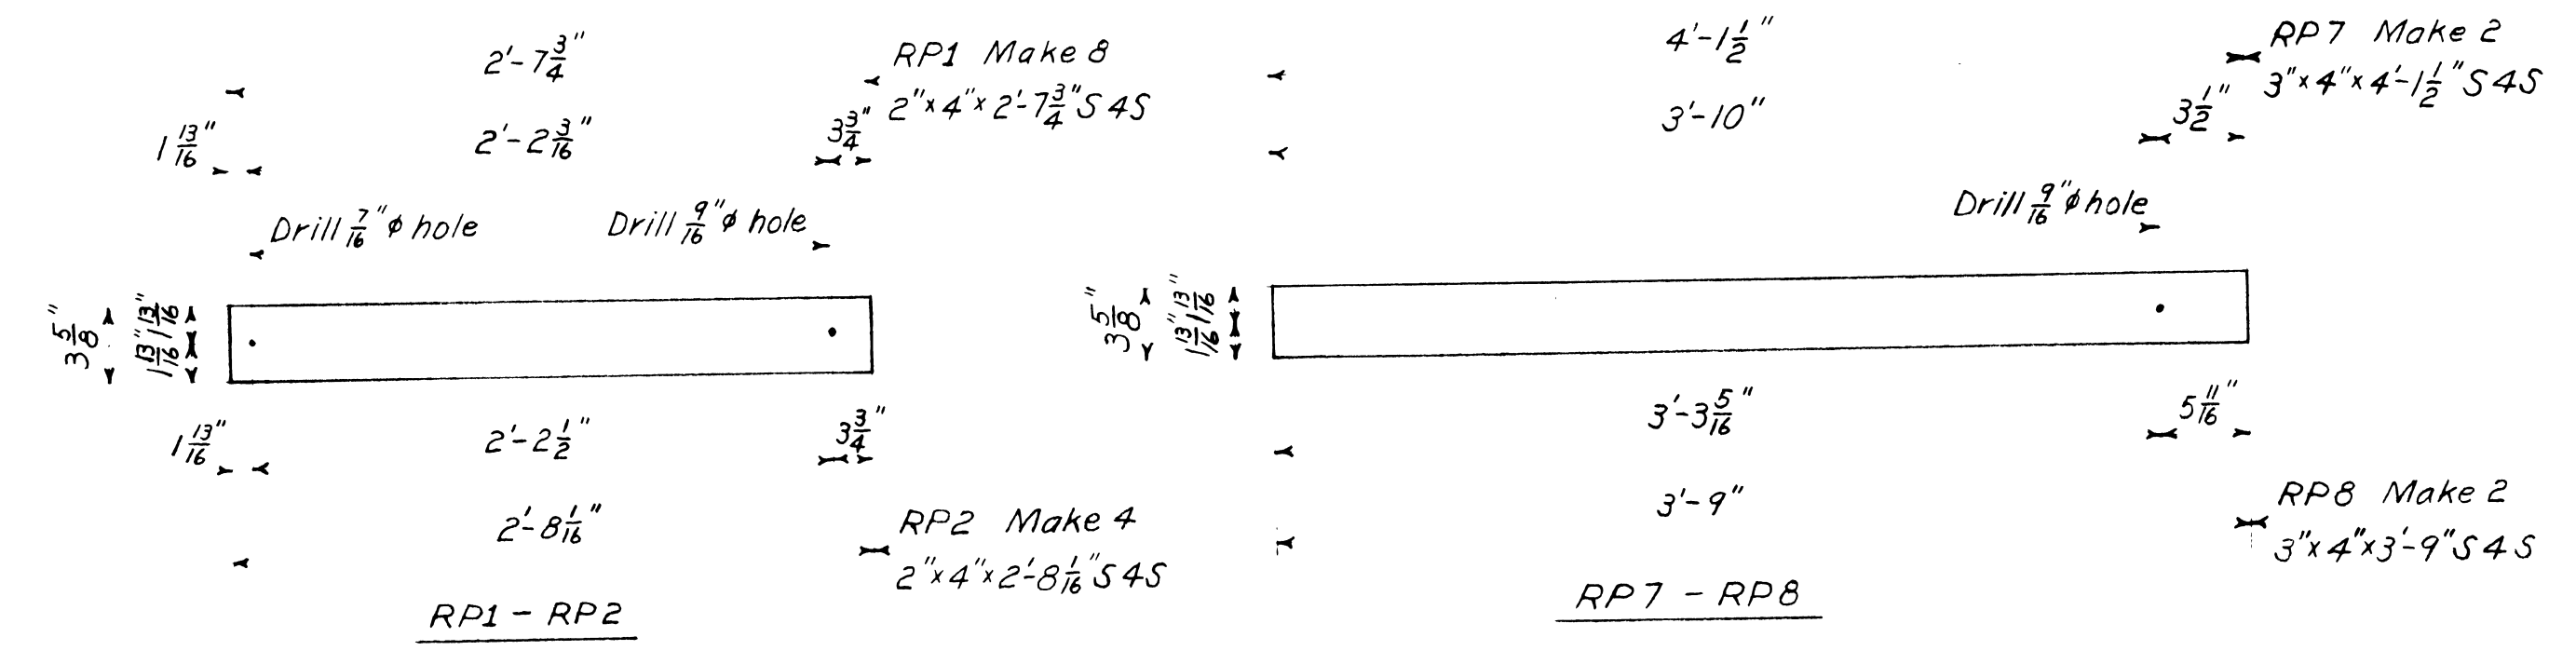 2'-7 3/4"
RP1 Make 8
2"x4"x2'-7 3/4" S4S
1 13/16"
2'-2 3/16"
3 3/4"
Drill 7/16" ϕ hole
Drill 9/16" ϕ hole
3 5/8"
1 13/16" 1 13/16"
1 13/16"
2'-2 1/2"
3 3/4"
2'-8 1/16"
RP2 Make 4
2"x4"x2'-8 1/16" S4S
RP1 - RP2
4'-1 1/2"
RP7 Make 2
3"x4"x4'-1 1/2" S4S
3'-10"
3 1/2"
Drill 9/16" ϕ hole
3 5/8"
1 13/16" 1 13/16"
3'-3 5/16"
5 11/16"
3'-9"
RP8 Make 2
3"x4"x3'-9" S4S
RP7 - RP8